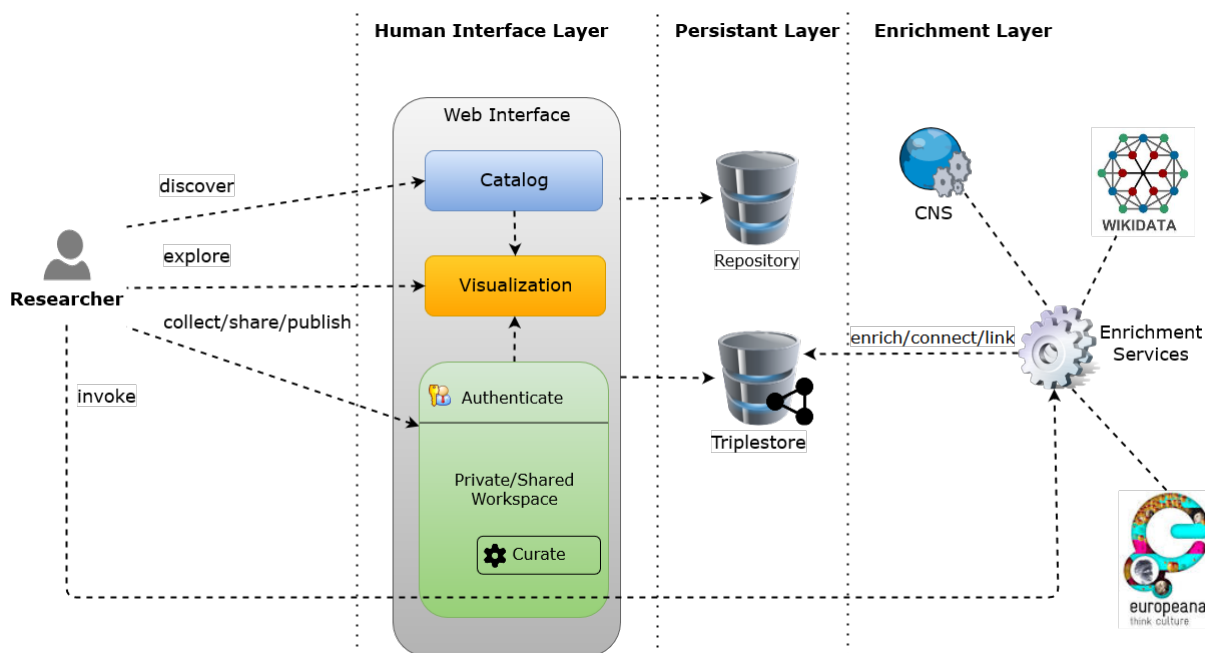 Human Interface Layer
Persistant Layer
Enrichment Layer
Web Interface
Catalog
discover
CNS
WIKIDATA
explore
Repository
Researcher
Visualization
collect/share/publish
enrich/connect/link
Enrichment
Services
invoke
Authenticate
Triplestore
Private/Shared
Workspace
Curate
europeana
think culture